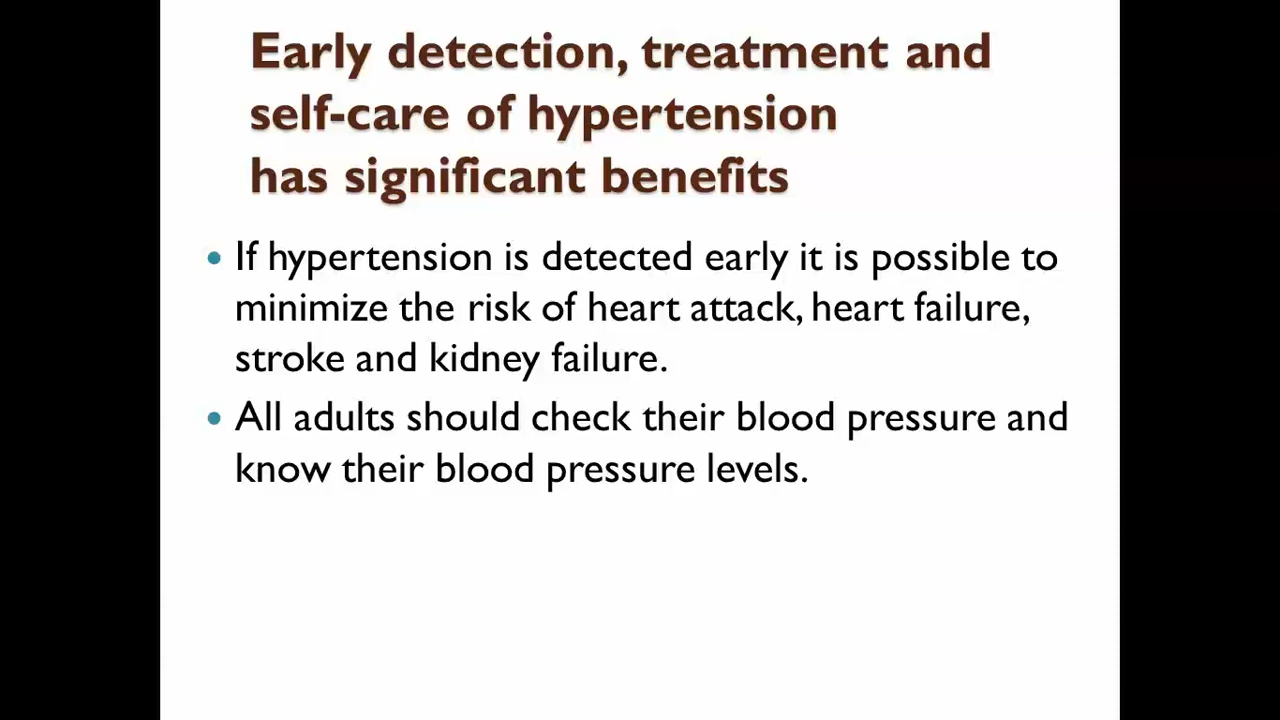 Early detection, treatment and
self-care of hypertension
has significant benefits
• If hypertension is detected early it is possible to
minimize the risk of heart attack, heart failure,
stroke and kidney failure.
• All adults should check their blood pressure and
know their blood pressure levels.